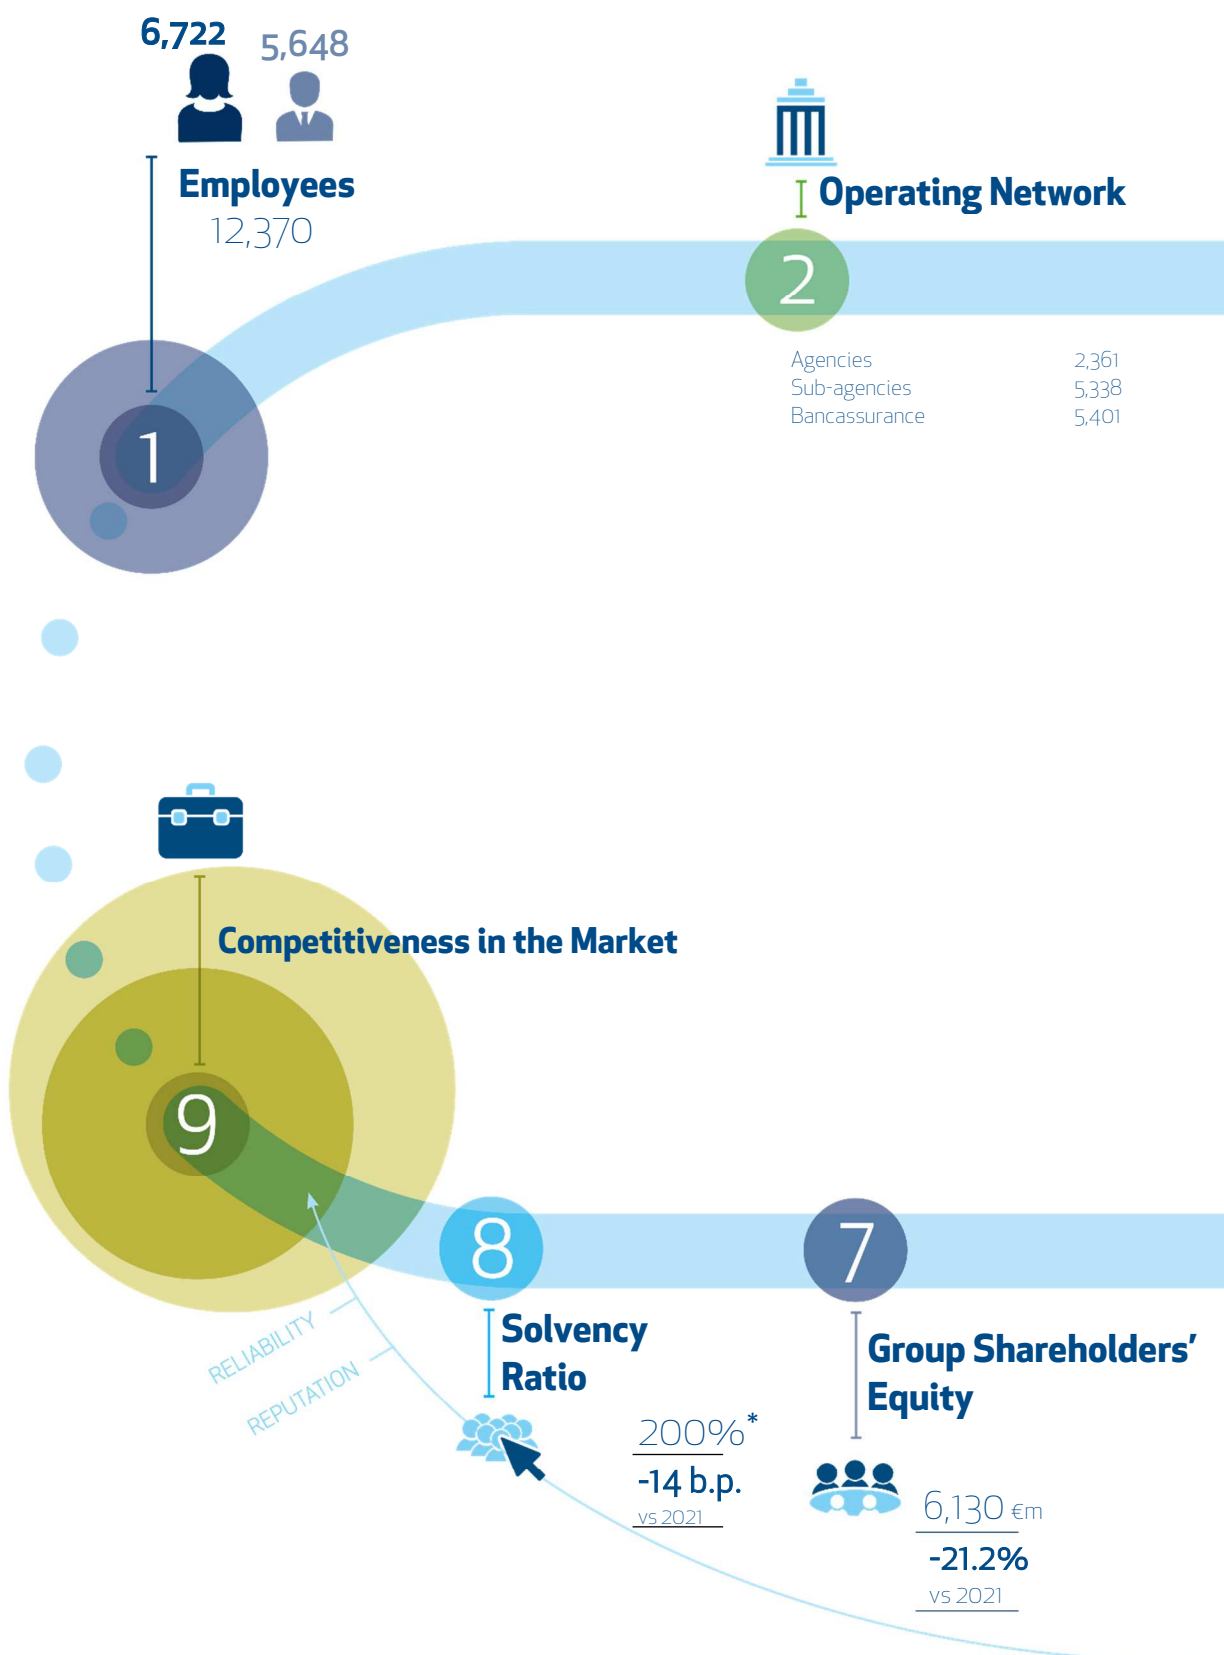 6,722
5,648
Employees
12,370
1
Operating Network
2
Agencies 2,361
Sub-agencies 5,338
Bancassurance 5,401
Competitiveness in the Market
9
RELIABILITY
REPUTATION
8
Solvency
Ratio
200%*
-14 b.p.
vs 2021
7
Group Shareholders’
Equity
6,130 €m
-21.2%
vs 2021